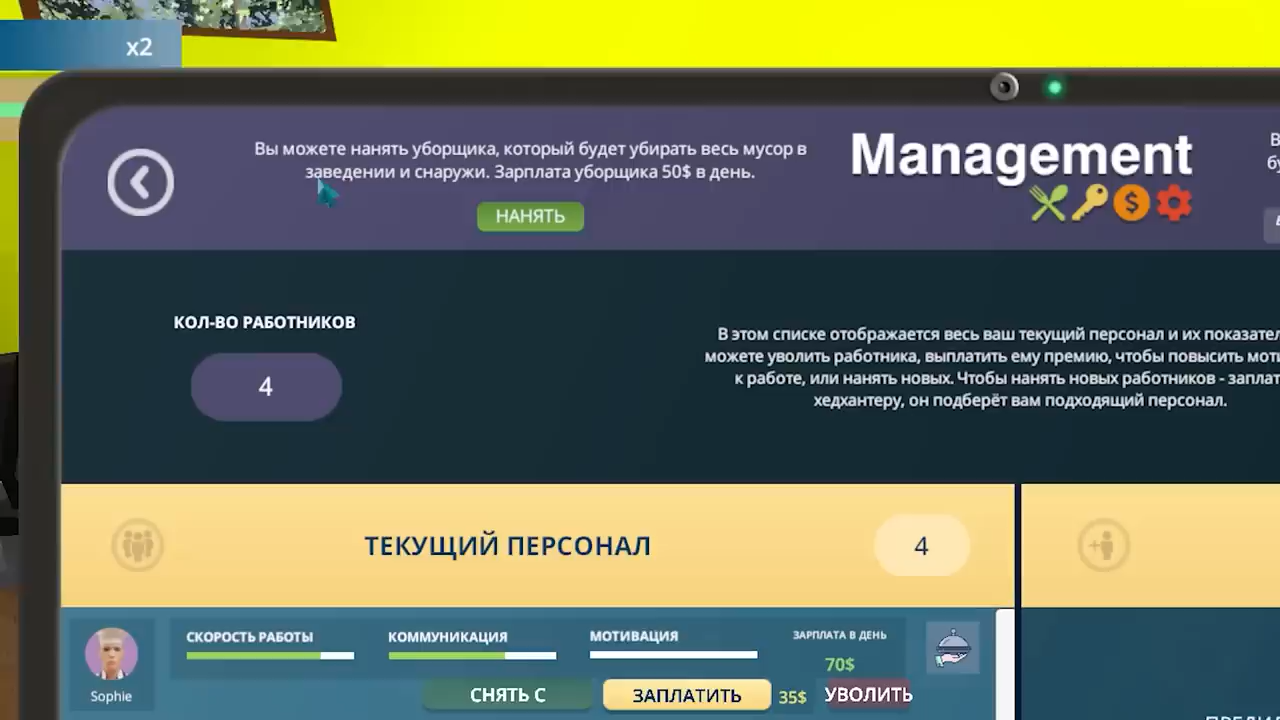 x2
Вы можете нанять уборщика, который будет убирать весь мусор в
заведении и снаружи. Зарплата уборщика 50$ в день.
НАНЯТЬ
Management
КОЛ-ВО РАБОТНИКОВ
4
В этом списке отображается весь ваш текущий персонал и их
можете уволить работника, выплатить ему премию, чтобы повысить
к работе, или нанять новых. Чтобы нанять новых работников -
хедхантеру, он подберёт вам подходящий персонал.
ТЕКУЩИЙ ПЕРСОНАЛ
4
СКОРОСТЬ РАБОТЫ
КОММУНИКАЦИЯ
МОТИВАЦИЯ
ЗАРПЛАТА В ДЕНЬ
70$
Sophie
СНЯТЬ С
ЗАПЛАТИТЬ
35$
УВОЛИТЬ